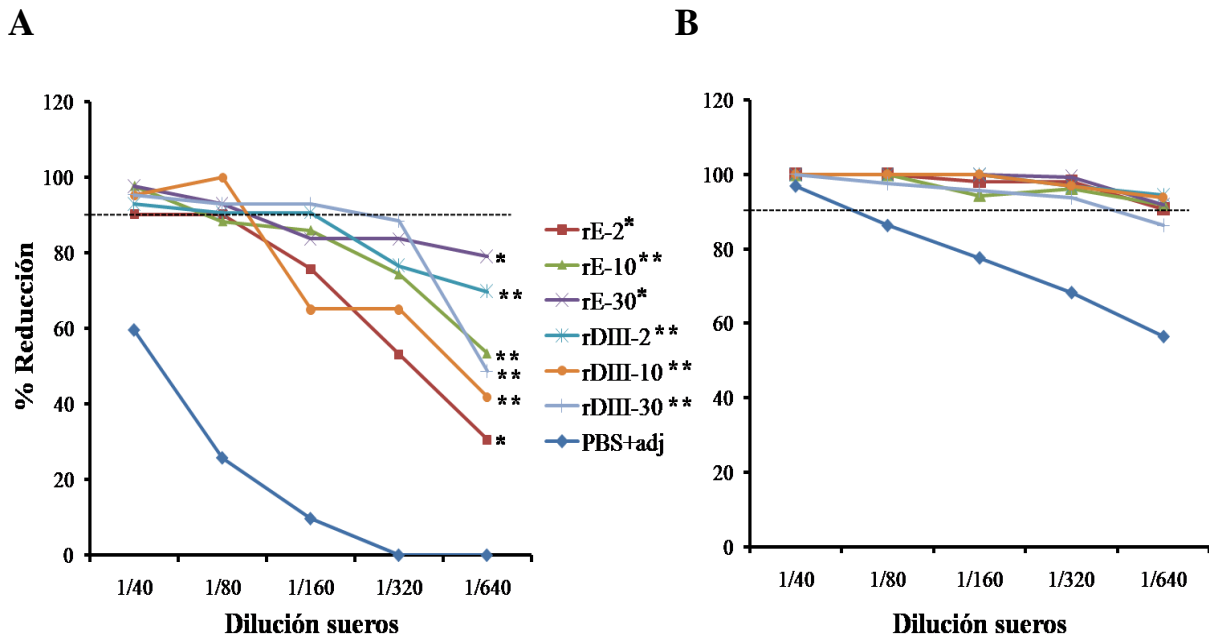 A
B
% Reducción
120
100
80
60
40
20
0
1/40 1/80 1/160 1/320 1/640
Dilución sueros
*
**
**
**
**
*
rE-2*
rE-10**
rE-30*
rDIII-2**
rDIII-10**
rDIII-30**
PBS+adj
120
100
80
60
40
20
0
1/40 1/80 1/160 1/320 1/640
Dilución sueros